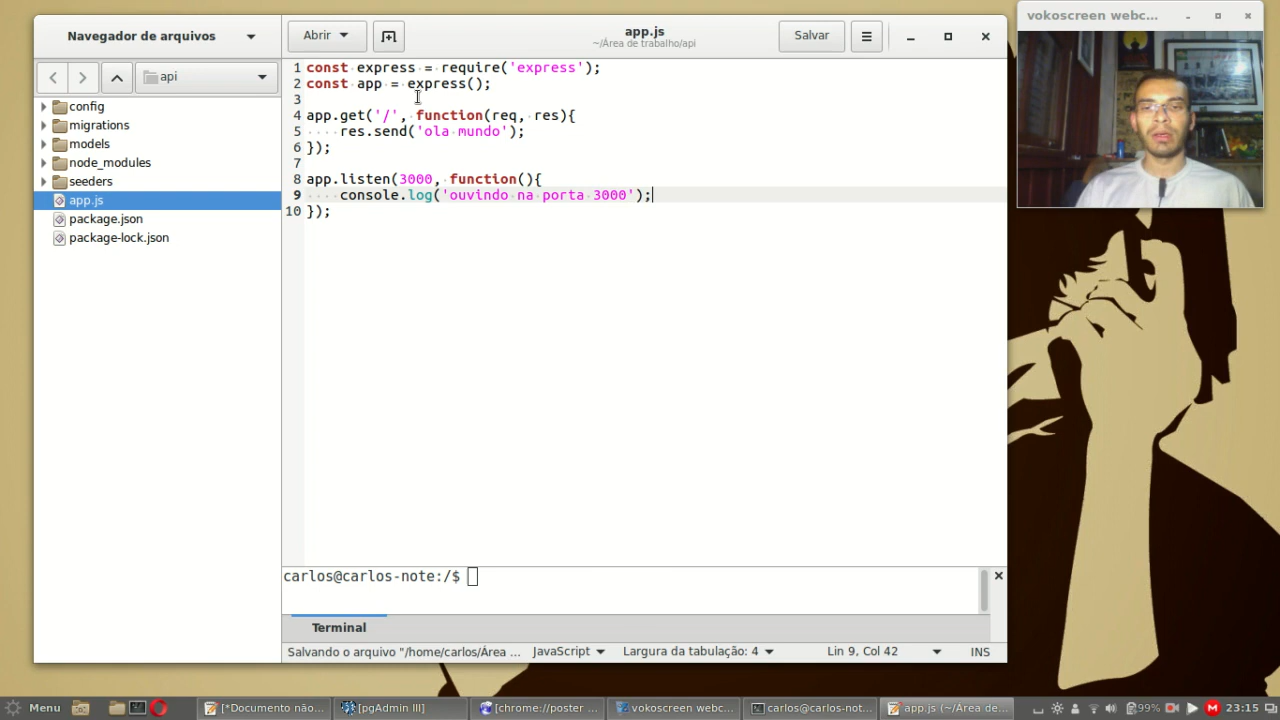 Navegador de arquivos
Abrir
app.js
~/Área de trabalho/api
Salvar
vokoscreen webc...
api
config
migrations
models
node_modules
seeders
app.js
package.json
package-lock.json
1 const express = require('express');
2 const app = express();
3
4 app.get('/', function(req, res){
5 ····res.send('ola mundo');
6 });
7
8 app.listen(3000, function(){
9 ····console.log('ouvindo na porta 3000');
10 });
carlos@carlos-note:/$
Terminal
Salvando o arquivo "/home/carlos/Área ...
JavaScript
Largura da tabulação: 4
Lin 9, Col 42
INS
Menu
[*Documento não...
[pgAdmin III]
[chrome://poster ...
vokoscreen webc...
carlos@carlos-not...
app.js (~/Área de...
99%
23:15